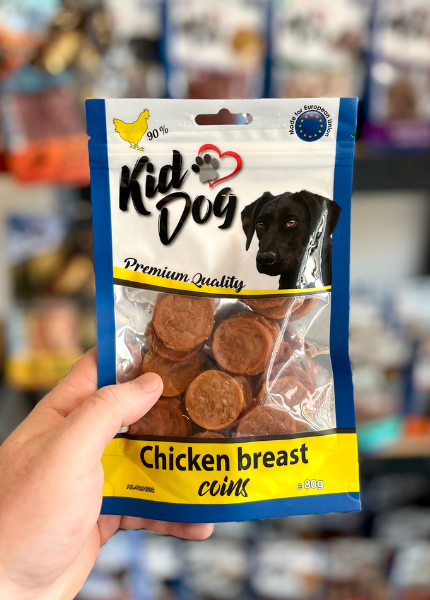 90%
Made for European Union
Kid
Dog
Premium Quality
Chicken breast
coins
℮ 80g